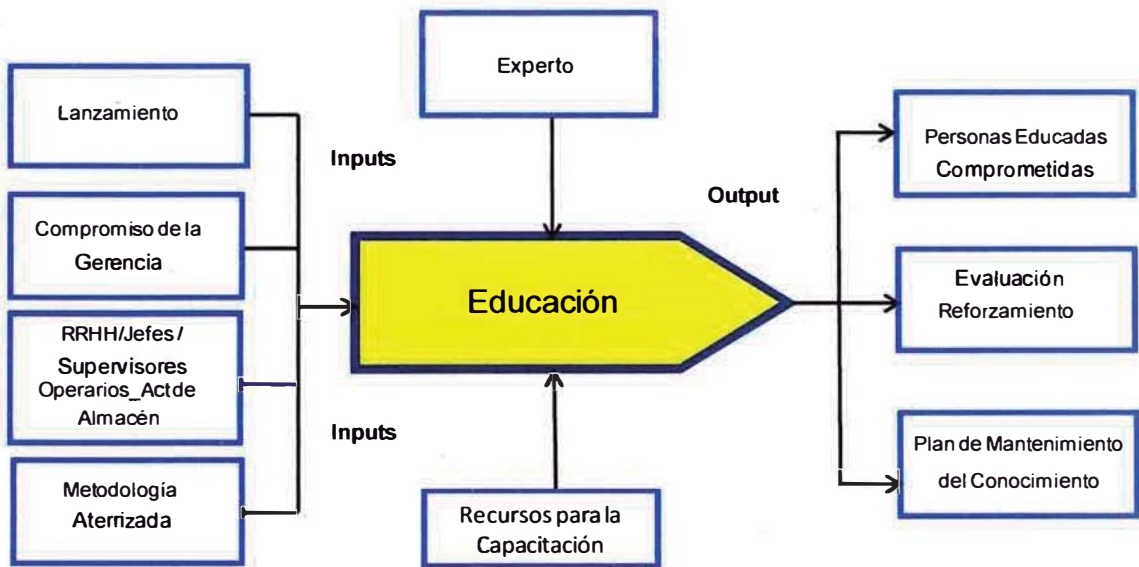 Lanzamiento
Compromiso de la
Gerencia
RRHH/Jefes /
Supervisores
Operarios_Act de
Almacén
Metodología
Aterrizada
Inputs
Inputs
Experto
Educación
Recursos para la
Capacitación
Output
Personas Educadas
Comprometidas
Evaluación
Reforzamiento
Plan de Mantenimiento
del Conocimiento